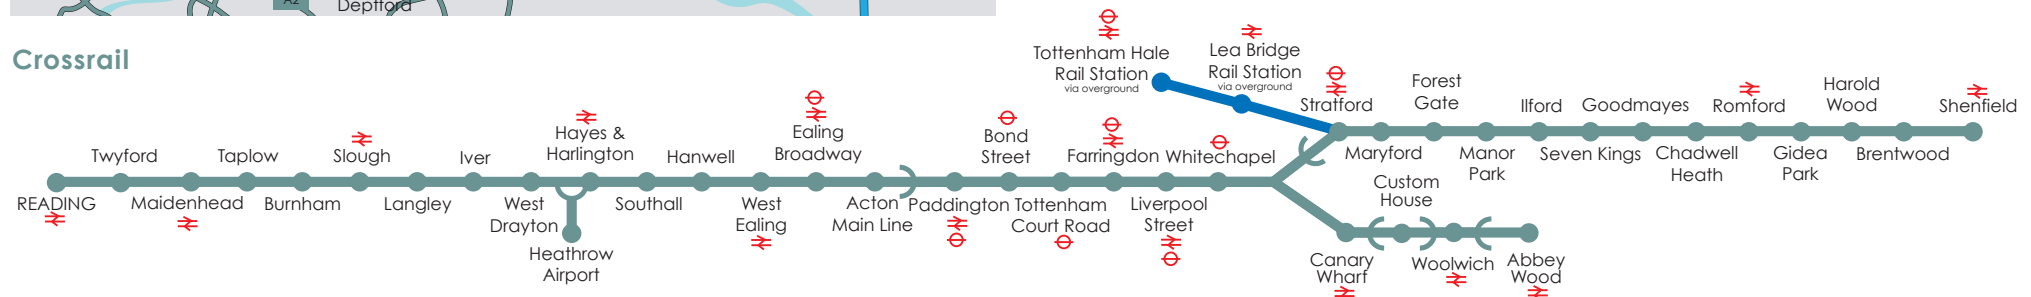 A2
Deptford
Crossrail
Tottenham Hale
Rail Station
via overground
Lea Bridge
Rail Station
via overground
Stratford
Forest
Gate
Ilford
Goodmayes
Romford
Harold
Wood
Shenfield
Maryford
Manor
Park
Seven Kings
Chadwell
Heath
Gidea
Park
Brentwood
Twyford
Taplow
Slough
Iver
Hayes &
Harlington
Hanwell
Ealing
Broadway
Bond
Street
Farringdon
Whitechapel
READING
Maidenhead
Burnham
Langley
West
Drayton
Heathrow
Airport
Southall
West
Ealing
Acton
Main Line
Paddington
Tottenham
Court Road
Liverpool
Street
Custom
House
Canary
Wharf
Woolwich
Abbey
Wood